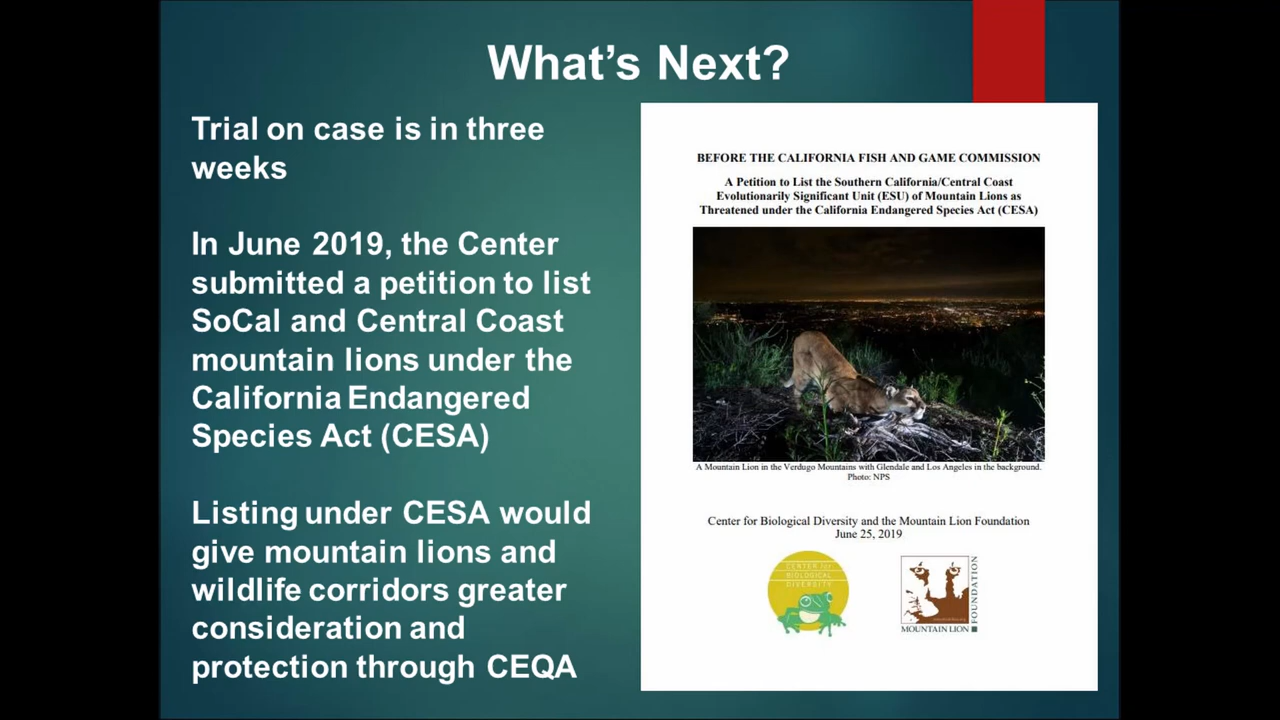 What's Next?
Trial on case is in three
weeks
In June 2019, the Center
submitted a petition to list
SoCal and Central Coast
mountain lions under the
California Endangered
Species Act (CESA)
Listing under CESA would
give mountain lions and
wildlife corridors greater
consideration and
protection through CEQA
BEFORE THE CALIFORNIA FISH AND GAME COMMISSION
A Petition to List the Southern California/Central Coast
Evolutionarily Significant Unit (ESU) of Mountain Lions as
Threatened under the California Endangered Species Act (CESA)
A Mountain Lion in the Verdugo Mountains with Glendale and Los Angeles in the background.
Photo: NPS
Center for Biological Diversity and the Mountain Lion Foundation
June 25, 2019
CENTER for
BIOLOGICAL
DIVERSITY
MOUNTAIN LION
FOUNDATION